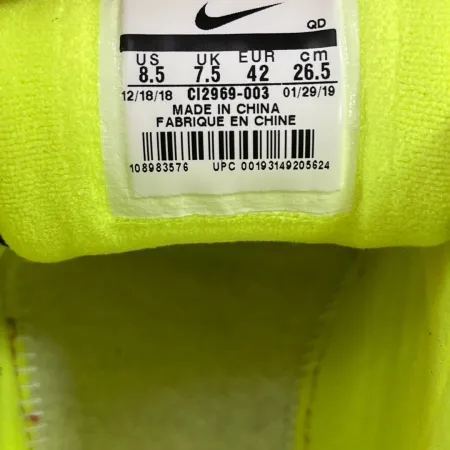 QD
US UK EUR cm
8.5 7.5 42 26.5
12/18/18 CI2969-003 01/29/19
MADE IN CHINA
FABRIQUE EN CHINE
108983576 UPC 00193149205624